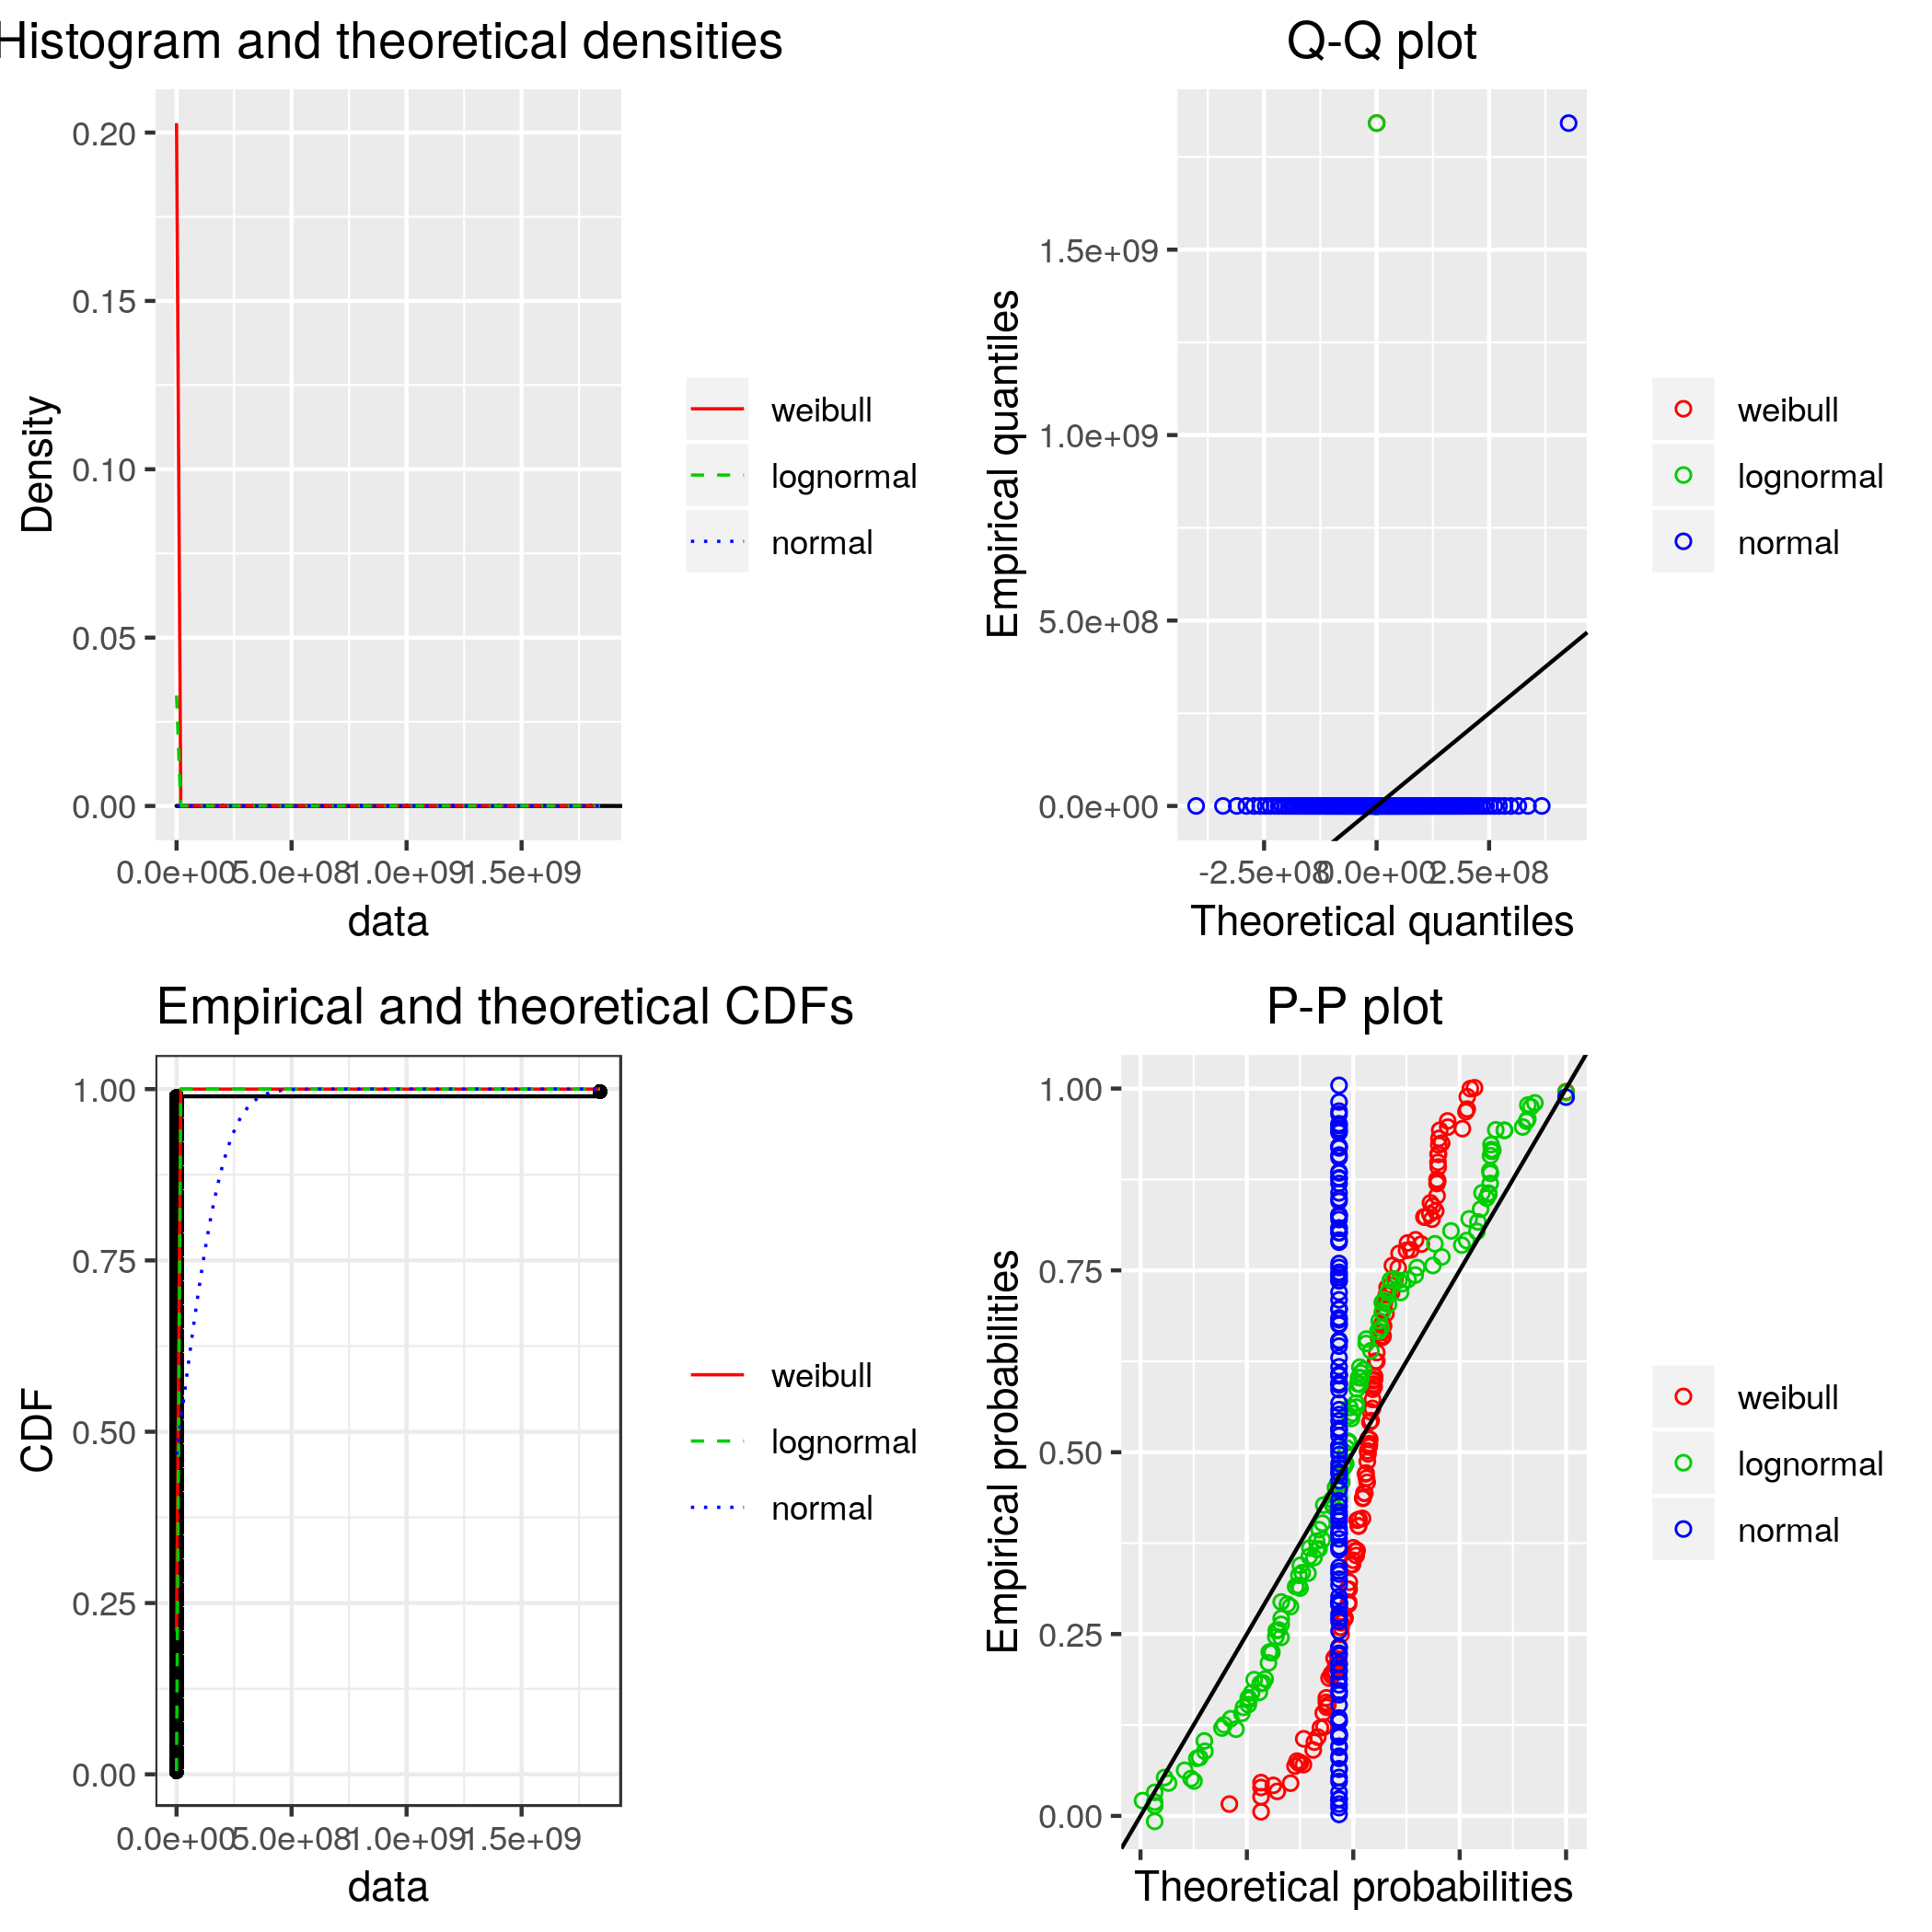 Histogram and theoretical densities
Density
0.20
0.15
0.10
0.05
0.00
0.0e+00 5.0e+08 1.0e+09 1.5e+09
data
weibull
lognormal
normal
Q-Q plot
Empirical quantiles
1.5e+09
1.0e+09
5.0e+08
0.0e+00
-2.5e+08 0.0e+00 2.5e+08
Theoretical quantiles
weibull
lognormal
normal
Empirical and theoretical CDFs
CDF
1.00
0.75
0.50
0.25
0.00
0.0e+00 5.0e+08 1.0e+09 1.5e+09
data
weibull
lognormal
normal
P-P plot
Empirical probabilities
1.00
0.75
0.50
0.25
0.00
Theoretical probabilities
weibull
lognormal
normal